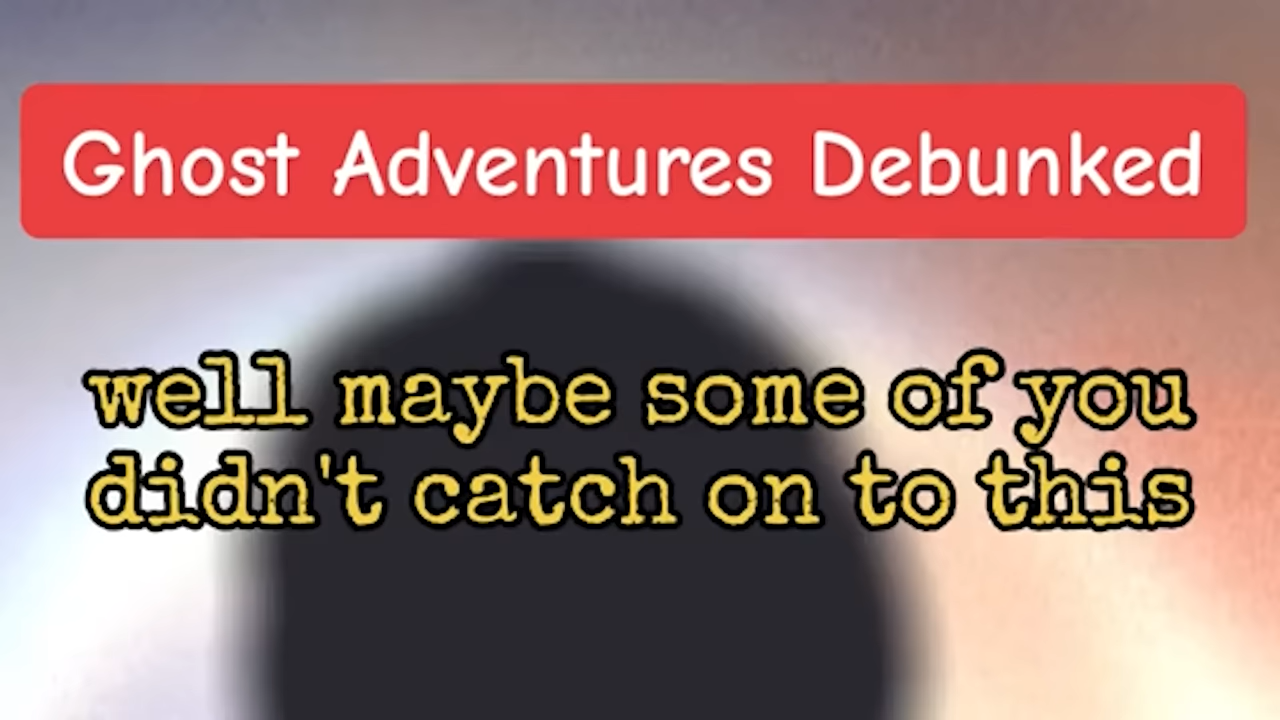 Ghost Adventures Debunked
well maybe some of you
didn't catch on to this